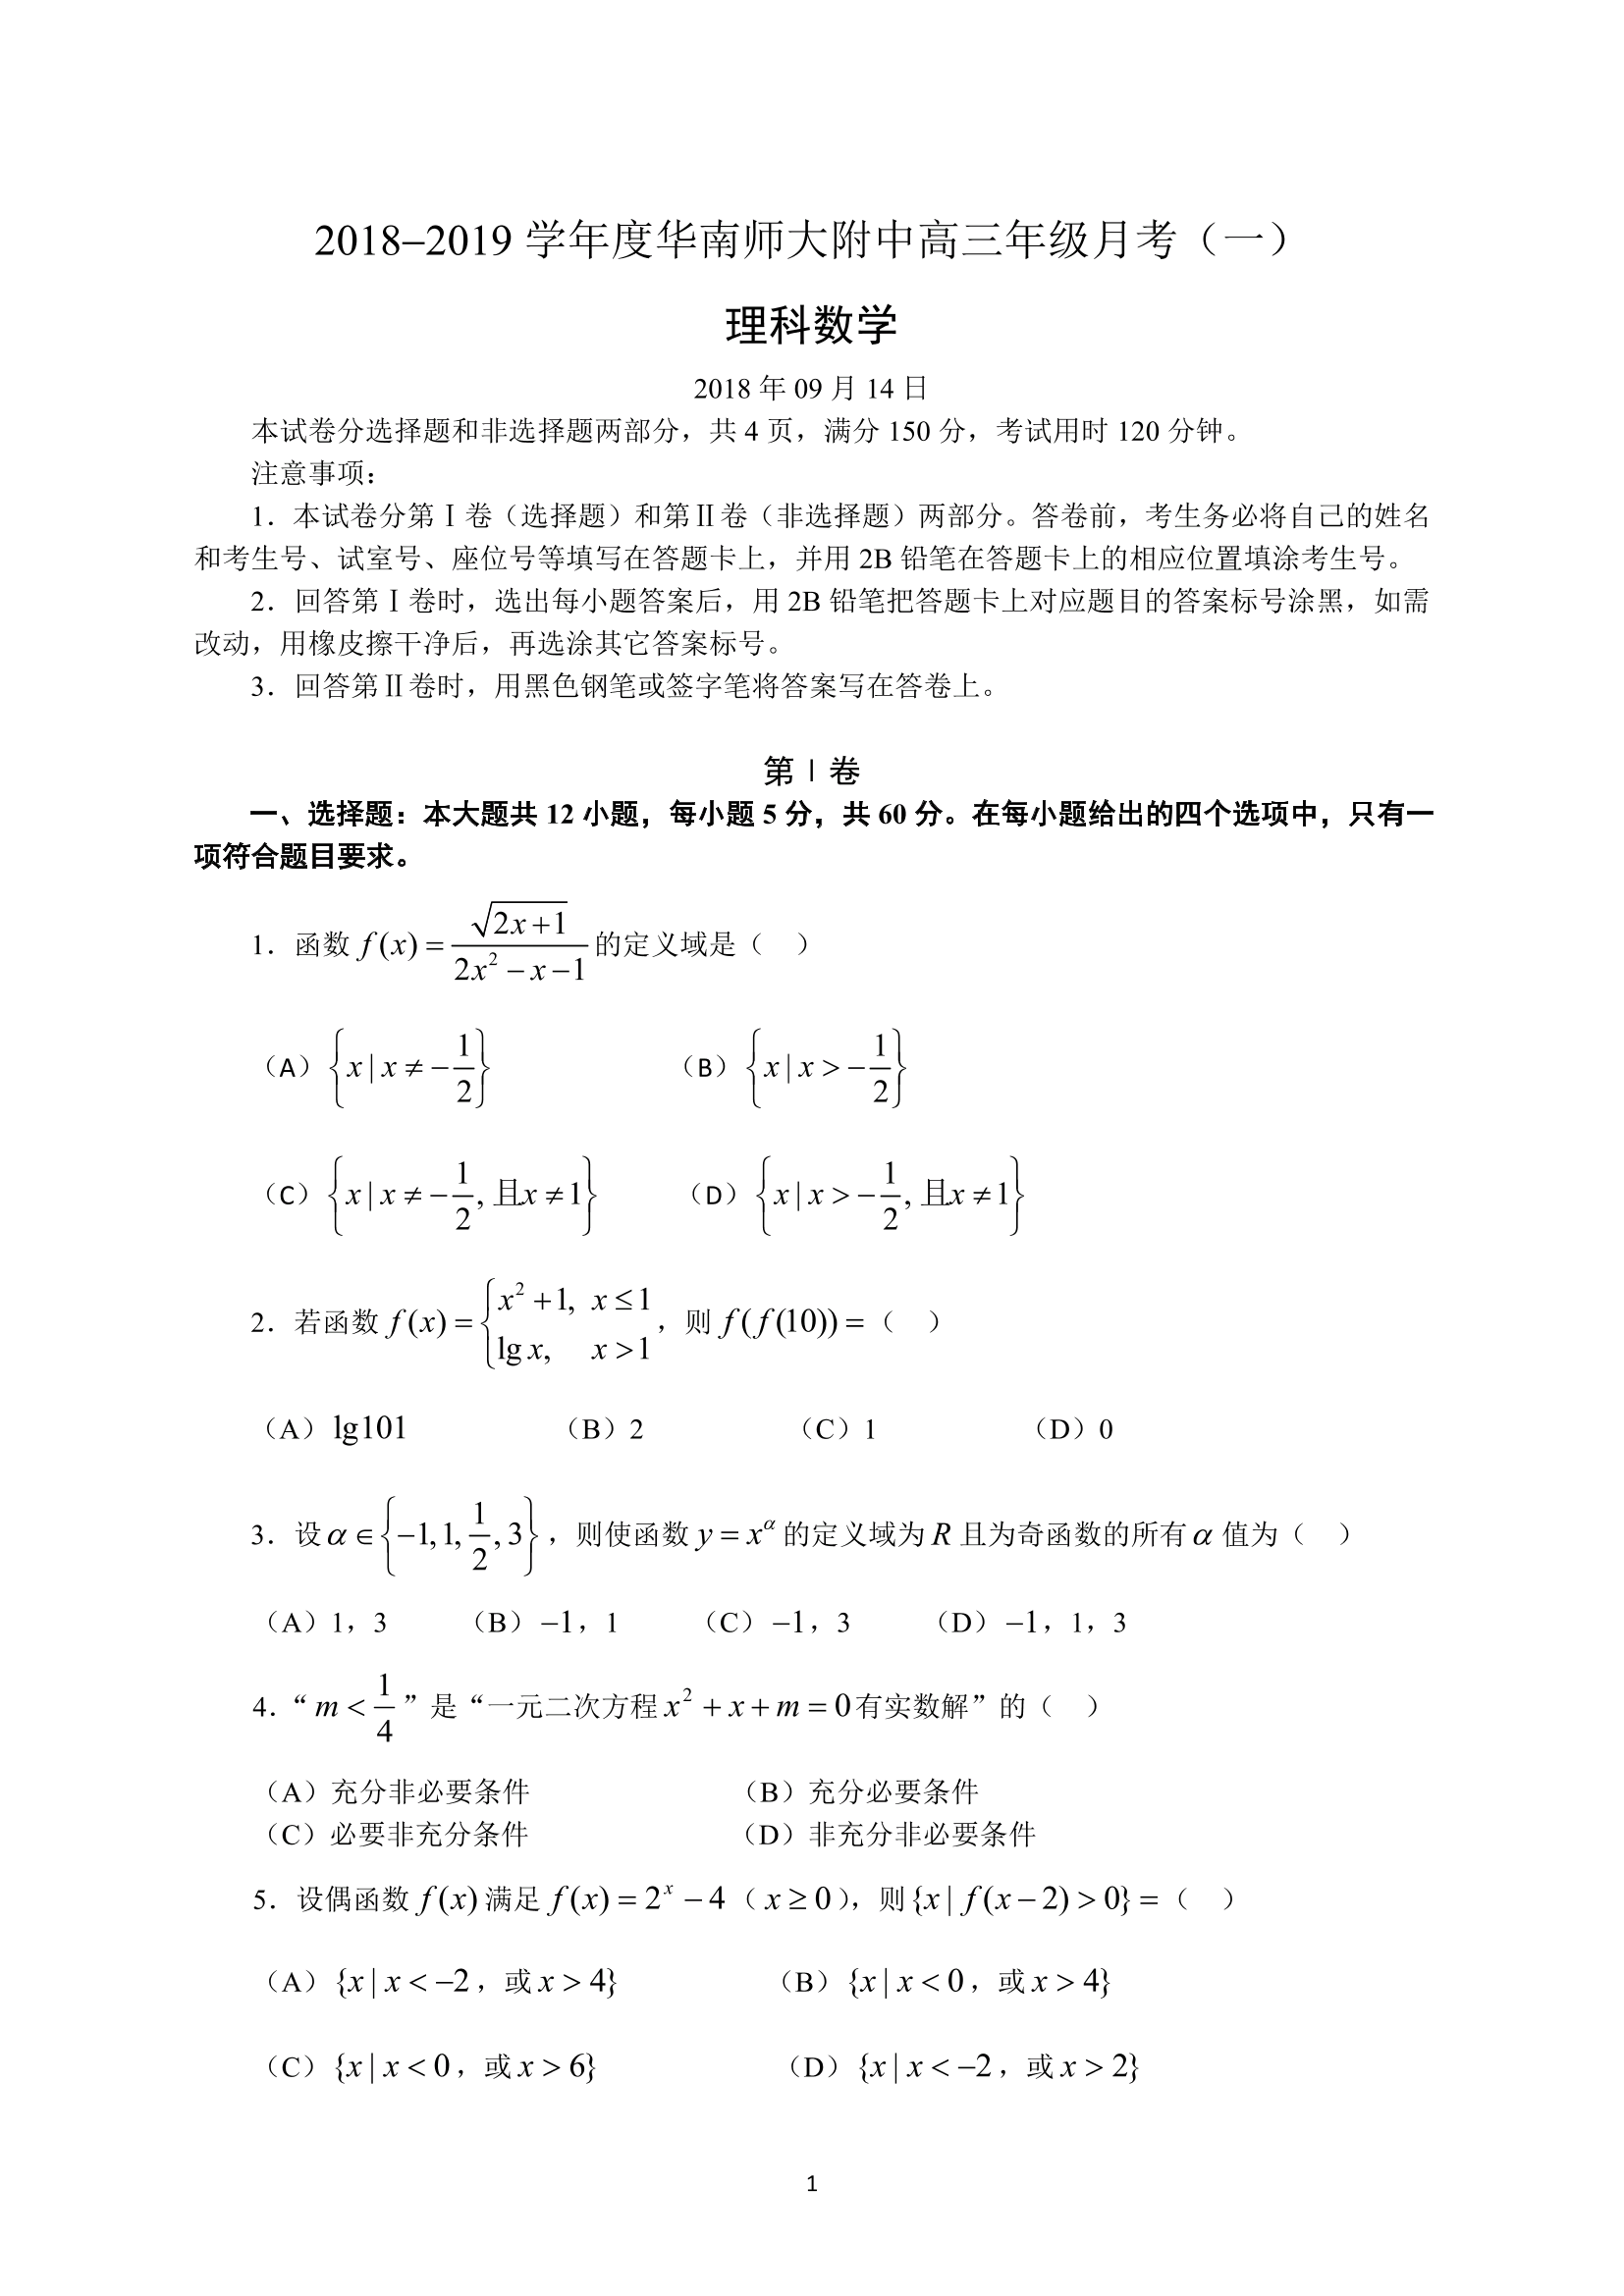 2018–2019 学年度华南师大附中高三年级月考（一）
理科数学
2018 年 09 月 14 日
本试卷分选择题和非选择题两部分，共 4 页，满分 150 分，考试用时 120 分钟。
注意事项：
1．本试卷分第Ⅰ卷（选择题）和第Ⅱ卷（非选择题）两部分。答卷前，考生务必将自己的姓名
和考生号、试室号、座位号等填写在答题卡上，并用 2B 铅笔在答题卡上的相应位置填涂考生号。
2．回答第Ⅰ卷时，选出每小题答案后，用 2B 铅笔把答题卡上对应题目的答案标号涂黑，如需
改动，用橡皮擦干净后，再选涂其它答案标号。
3．回答第Ⅱ卷时，用黑色钢笔或签字笔将答案写在答卷上。
第Ⅰ卷
一、选择题：本大题共 12 小题，每小题 5 分，共 60 分。在每小题给出的四个选项中，只有一
项符合题目要求。
1．函数 $f(x)=\frac{\sqrt{2x+1}}{2x^2-x-1}$ 的定义域是（ ）
（A）$\left\{x|x\neq-\frac{1}{2}\right\}$ （B）$\left\{x|x>-\frac{1}{2}\right\}$
（C）$\left\{x|x\neq-\frac{1}{2},且x\neq1\right\}$ （D）$\left\{x|x>-\frac{1}{2},且x\neq1\right\}$
2．若函数 $f(x)=\begin{cases}x^2+1, & x\leq1\\ \lg x, & x>1\end{cases}$，则 $f(f(10))=$（ ）
（A）$\lg101$ （B）2 （C）1 （D）0
3．设 $\alpha\in\left\{-1,1,\frac{1}{2},3\right\}$，则使函数 $y=x^{\alpha}$ 的定义域为 $R$ 且为奇函数的所有 $\alpha$ 值为（ ）
（A）1，3 （B）$-1$，1 （C）$-1$，3 （D）$-1$，1，3
4．“$m<\frac{1}{4}$”是“一元二次方程 $x^2+x+m=0$ 有实数解”的（ ）
（A）充分非必要条件 （B）充分必要条件
（C）必要非充分条件 （D）非充分非必要条件
5．设偶函数 $f(x)$ 满足 $f(x)=2^x-4$（$x\geq0$），则 $\{x|f(x-2)>0\}=$（ ）
（A）$\{x|x<-2$，或 $x>4\}$ （B）$\{x|x<0$，或 $x>4\}$
（C）$\{x|x<0$，或 $x>6\}$ （D）$\{x|x<-2$，或 $x>2\}$
1